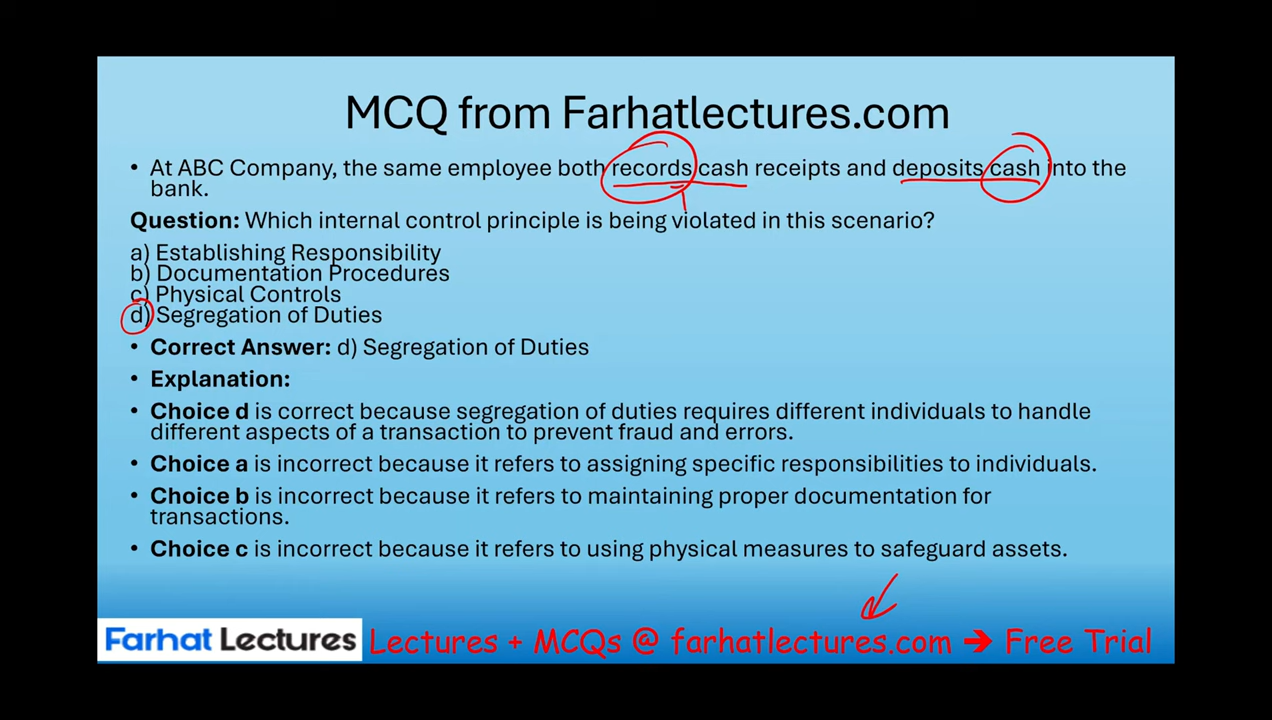 MCQ from Farhatlectures.com
• At ABC Company, the same employee both records cash receipts and deposits cash into the
bank.
Question: Which internal control principle is being violated in this scenario?
a) Establishing Responsibility
b) Documentation Procedures
c) Physical Controls
d) Segregation of Duties
• Correct Answer: d) Segregation of Duties
• Explanation:
• Choice d is correct because segregation of duties requires different individuals to handle
different aspects of a transaction to prevent fraud and errors.
• Choice a is incorrect because it refers to assigning specific responsibilities to individuals.
• Choice b is incorrect because it refers to maintaining proper documentation for
transactions.
• Choice c is incorrect because it refers to using physical measures to safeguard assets.
Farhat Lectures Lectures + MCQs @ farhatlectures.com ➔ Free Trial